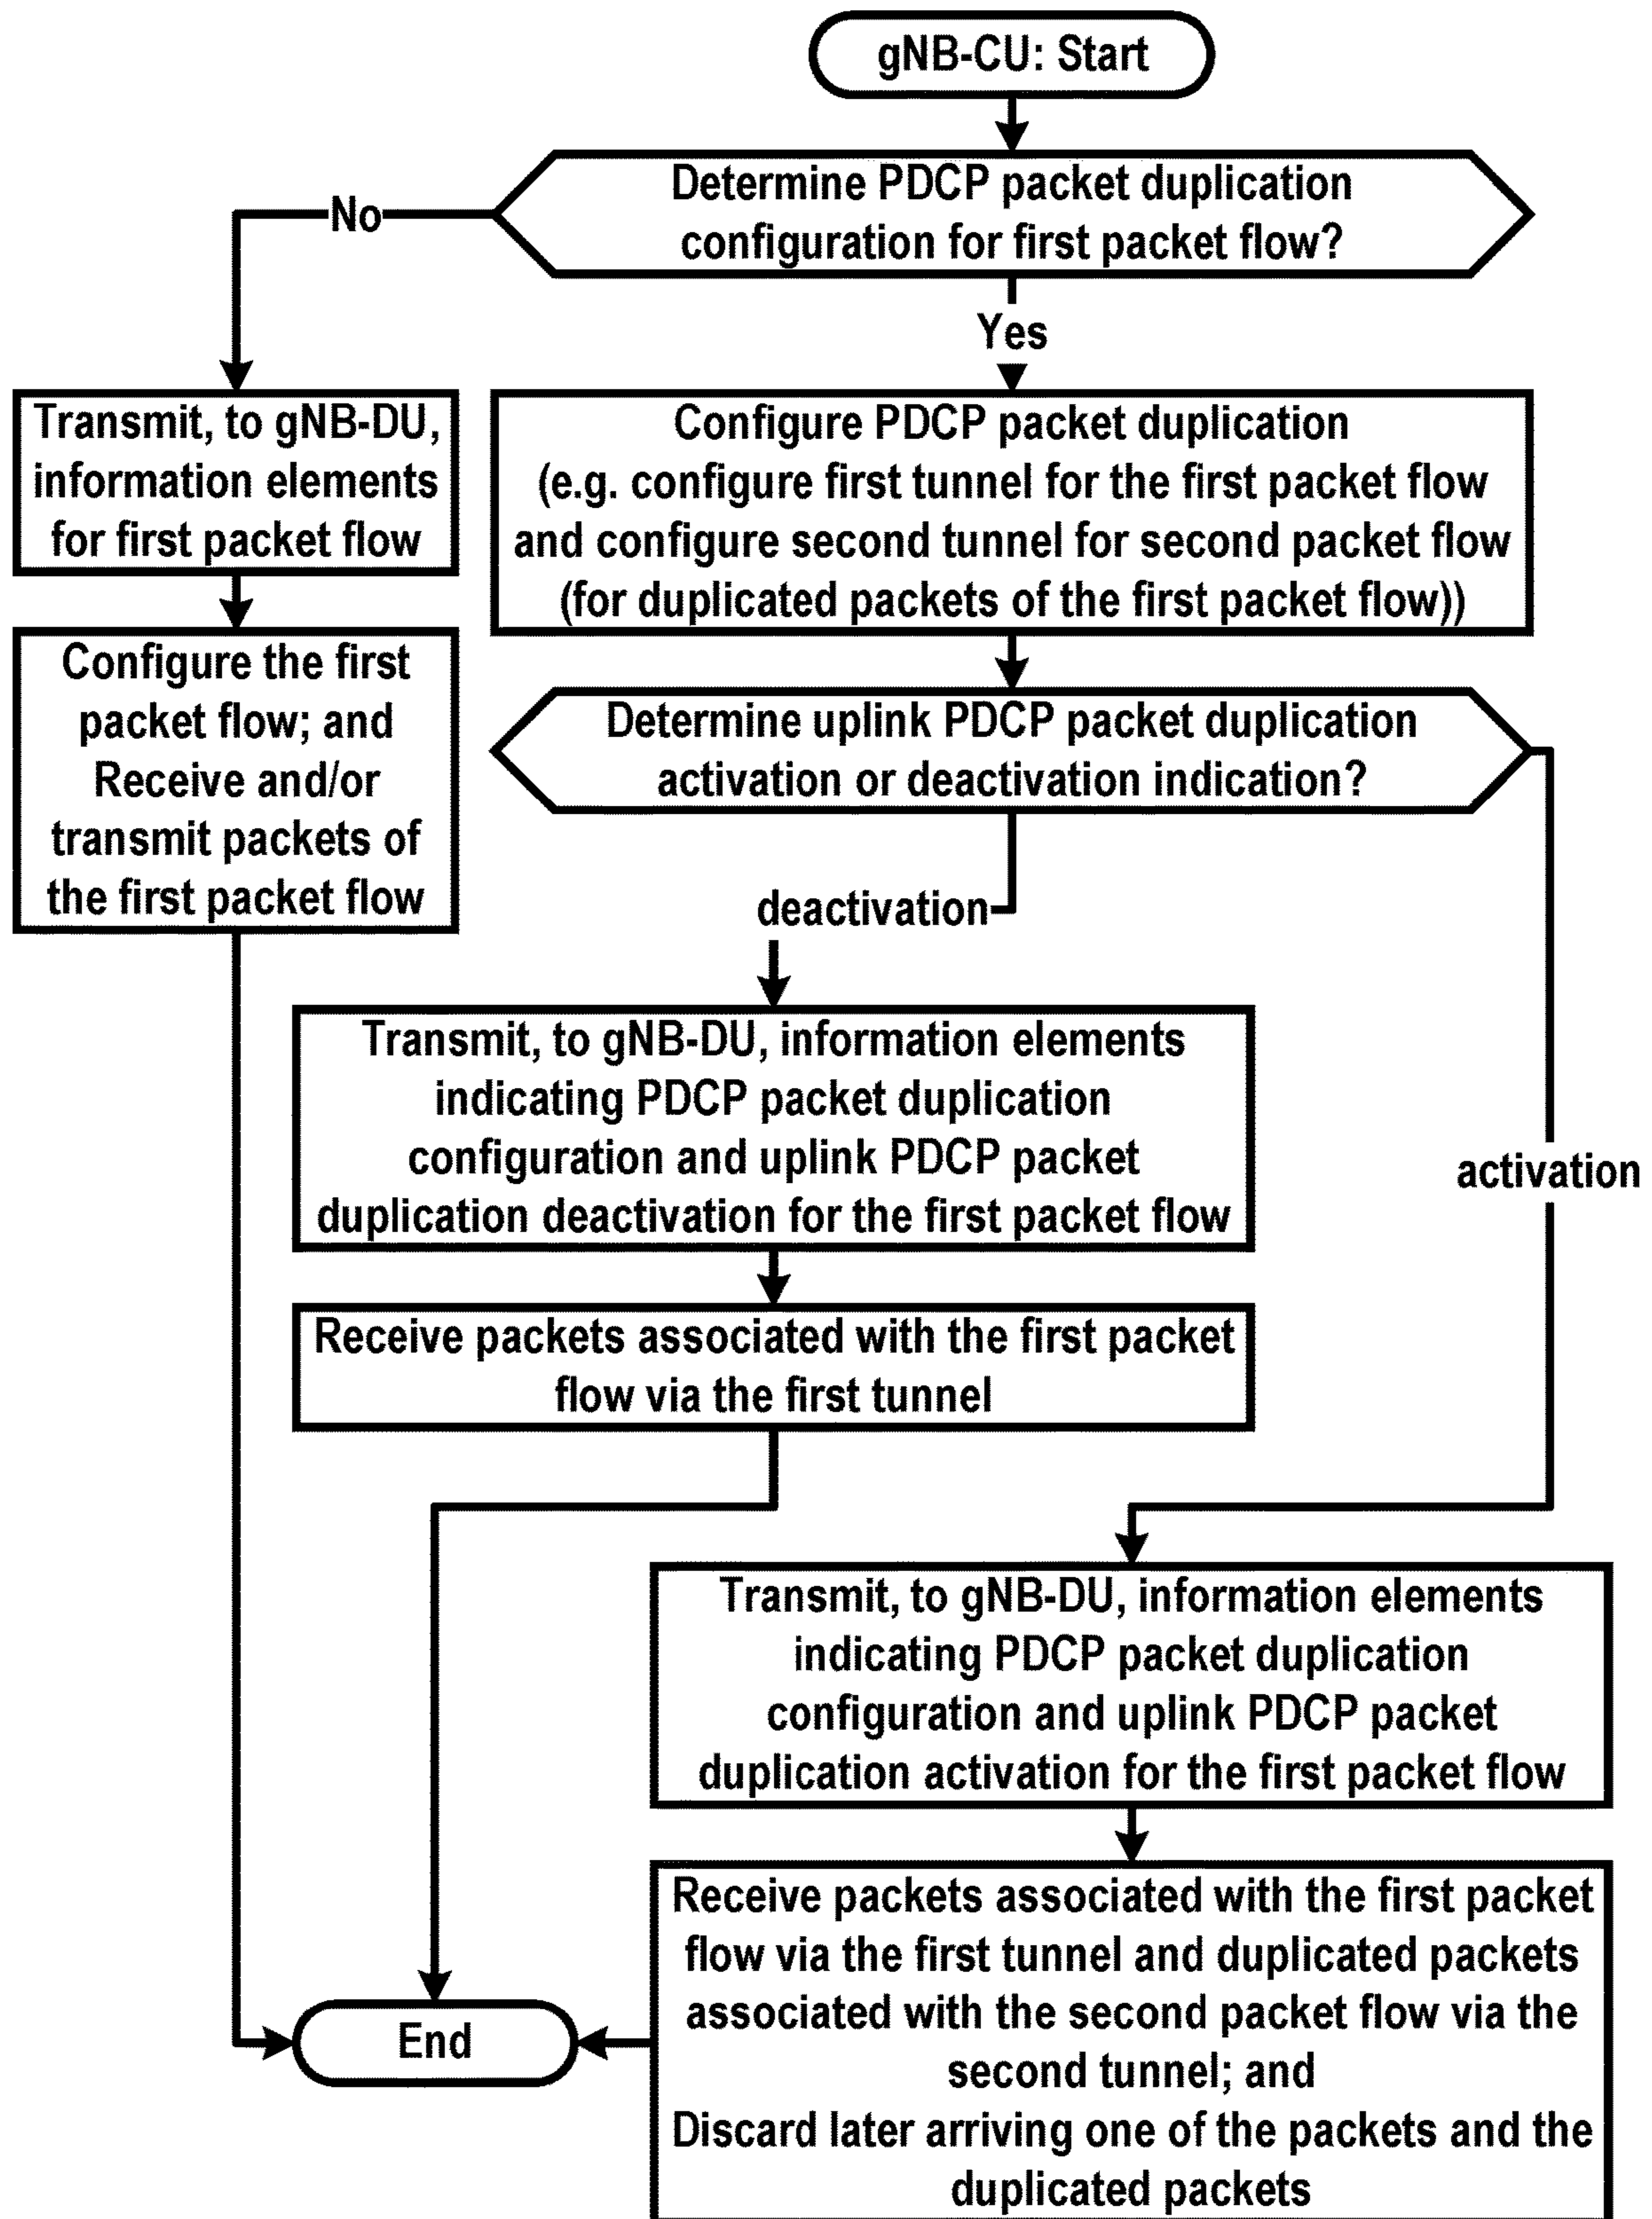 gNB-CU: Start
Determine PDCP packet duplication
configuration for first packet flow?
No
Yes
Transmit, to gNB-DU,
information elements
for first packet flow
Configure PDCP packet duplication
(e.g. configure first tunnel for the first packet flow
and configure second tunnel for second packet flow
(for duplicated packets of the first packet flow))
Configure the first
packet flow; and
Receive and/or
transmit packets of
the first packet flow
Determine uplink PDCP packet duplication
activation or deactivation indication?
deactivation
activation
Transmit, to gNB-DU, information elements
indicating PDCP packet duplication
configuration and uplink PDCP packet
duplication deactivation for the first packet flow
Receive packets associated with the first packet
flow via the first tunnel
Transmit, to gNB-DU, information elements
indicating PDCP packet duplication
configuration and uplink PDCP packet
duplication activation for the first packet flow
Receive packets associated with the first packet
flow via the first tunnel and duplicated packets
associated with the second packet flow via the
second tunnel; and
Discard later arriving one of the packets and the
duplicated packets
End